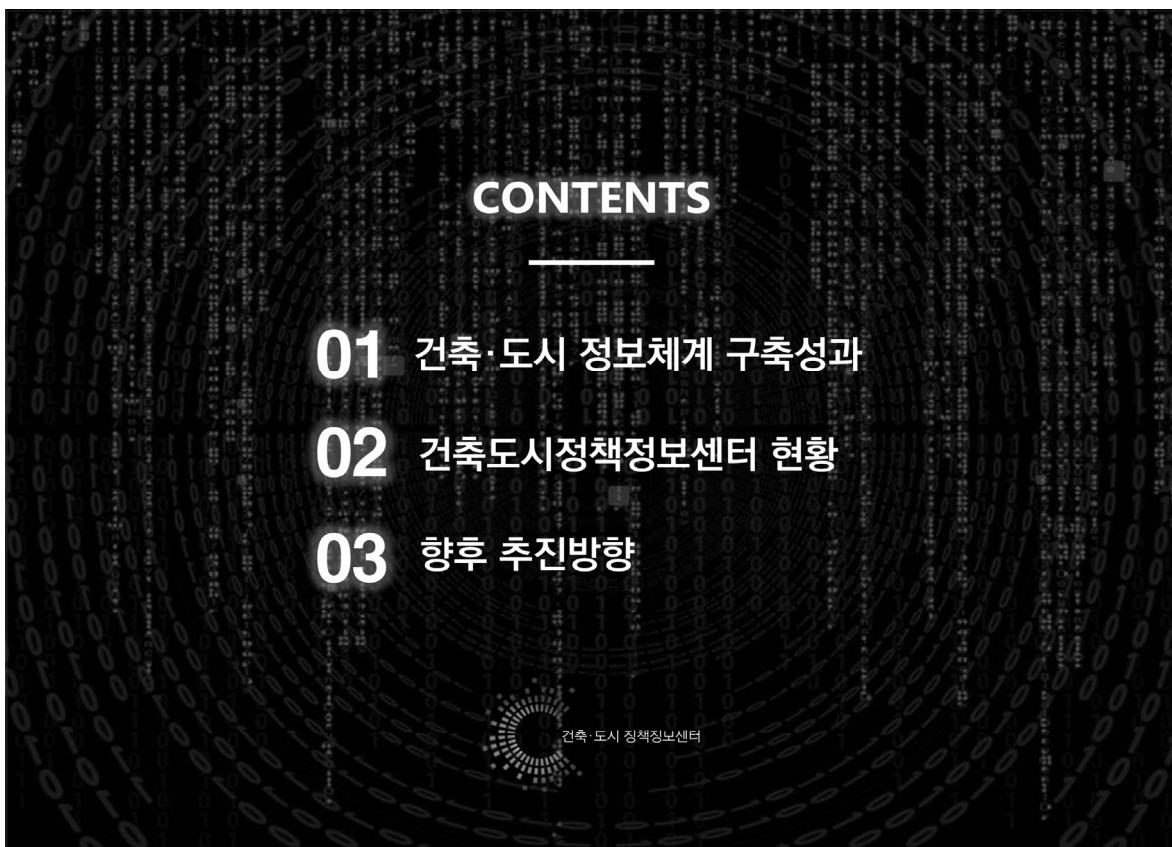 CONTENTS
01 건축·도시 정보체계 구축성과
02 건축도시정책정보센터 현황
03 향후 추진방향
건축·도시 정책정보센터